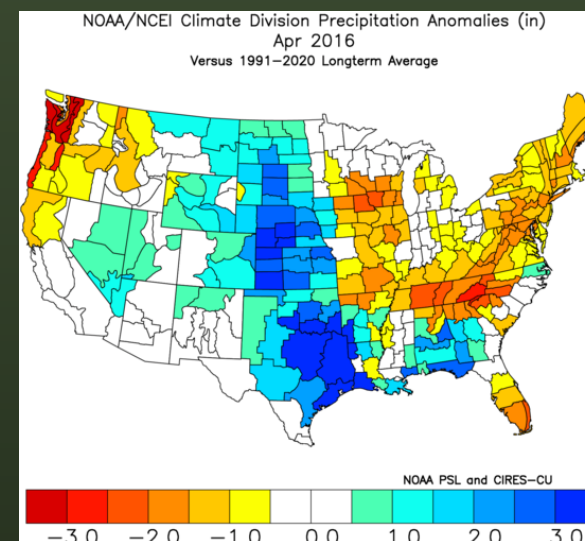 NOAA/NCEI Climate Division Precipitation Anomalies (in)
Apr 2016
Versus 1991-2020 Longterm Average
NOAA PSL and CIRES-CU
-3.0 -2.0 -1.0 0.0 1.0 2.0 3.0